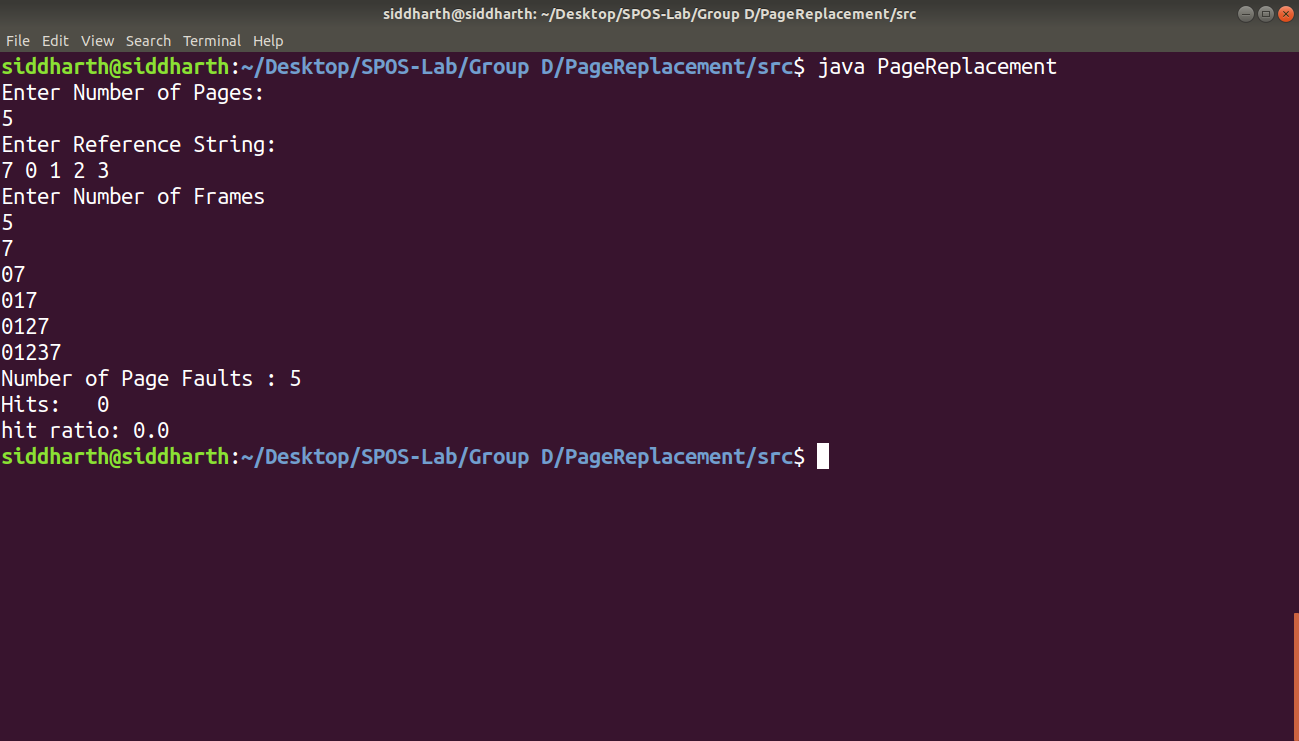 siddharth@siddharth: ~/Desktop/SPOS-Lab/Group D/PageReplacement/src
File Edit View Search Terminal Help
siddharth@siddharth:~/Desktop/SPOS-Lab/Group D/PageReplacement/src$ java PageReplacement
Enter Number of Pages:
5
Enter Reference String:
7 0 1 2 3
Enter Number of Frames
5
7
07
017
0127
01237
Number of Page Faults : 5
Hits:   0
hit ratio: 0.0
siddharth@siddharth:~/Desktop/SPOS-Lab/Group D/PageReplacement/src$